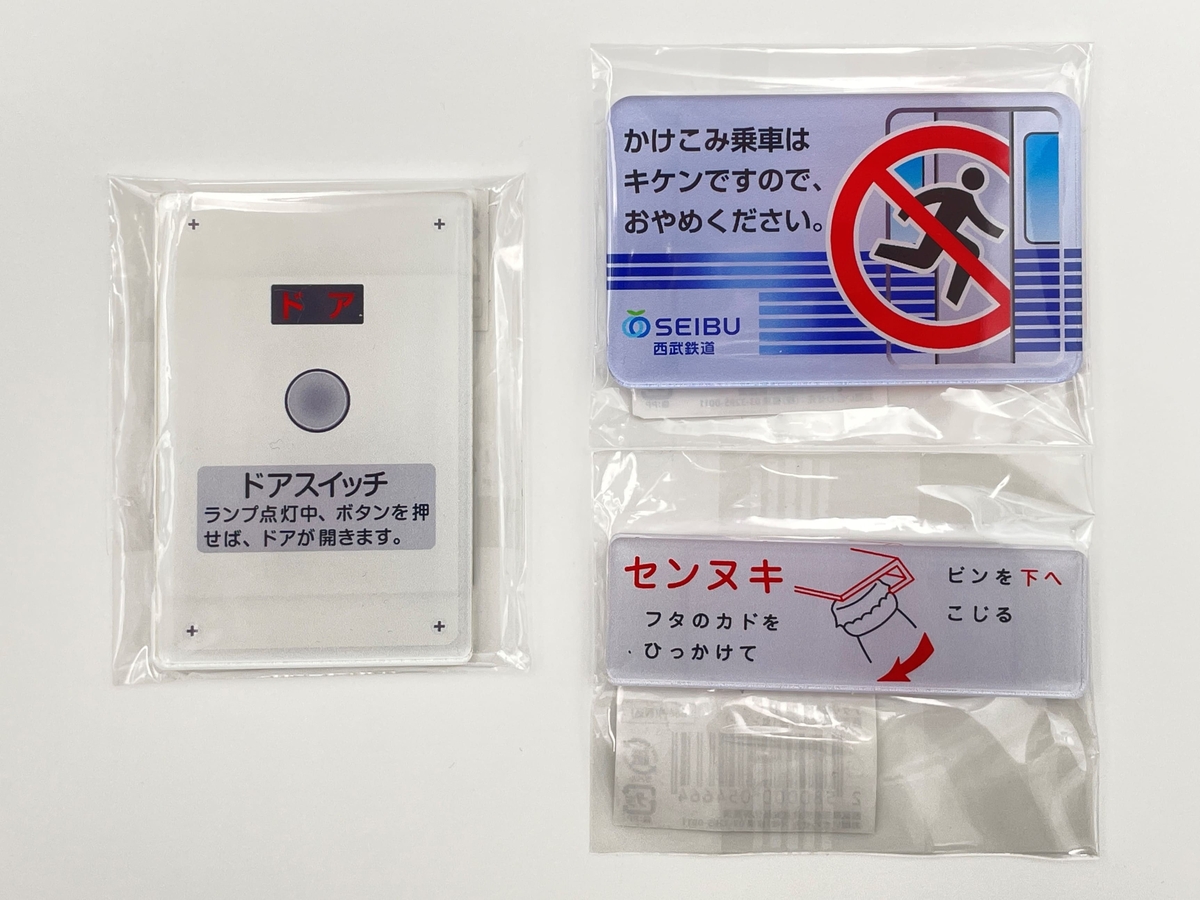 ド ア
ドアスイッチ
ランプ点灯中、ボタンを押
せば、ドアが開きます。
かけこみ乗車は
キケンですので、
おやめください。
SEIBU
西武鉄道
センヌキ
フタのカドを
ひっかけて
ビンを下へ
こじる